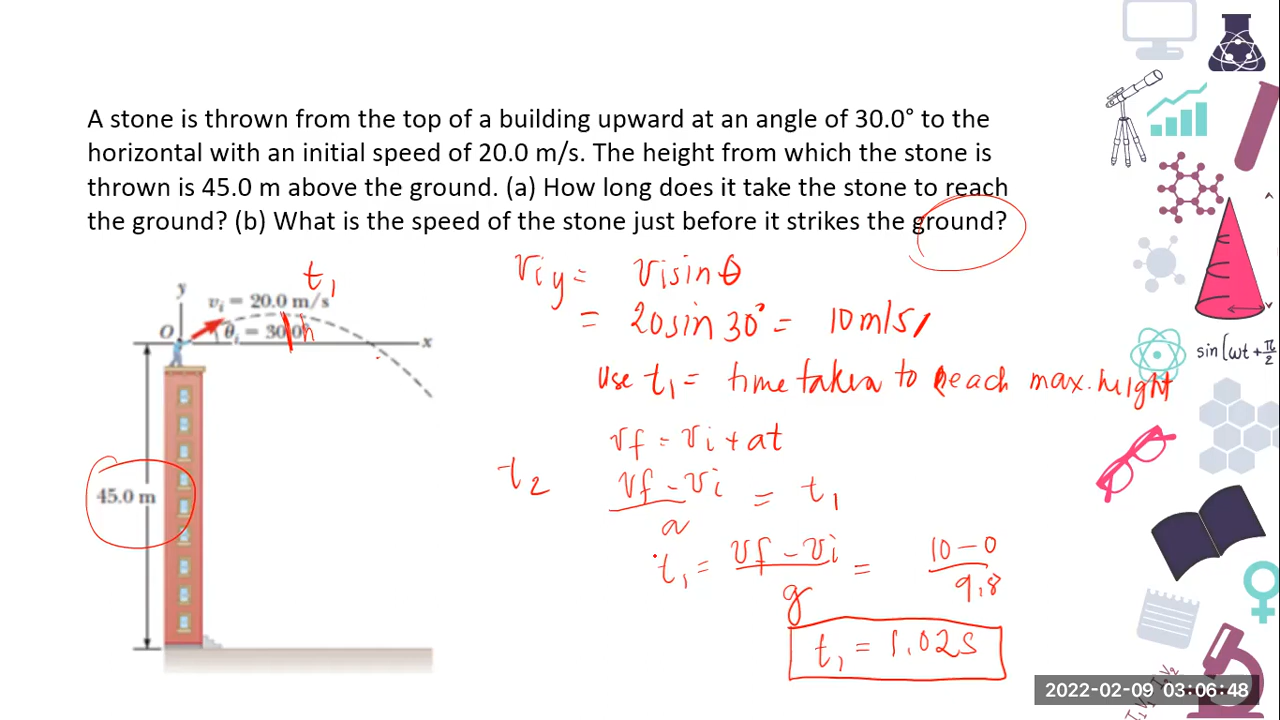 A stone is thrown from the top of a building upward at an angle of 30.0° to the
horizontal with an initial speed of 20.0 m/s. The height from which the stone is
thrown is 45.0 m above the ground. (a) How long does it take the stone to reach
the ground? (b) What is the speed of the stone just before it strikes the ground?
t₁
y
vᵢ = 20.0 m/s
O
θᵢ = 30.0°
h
x
45.0 m
viy = visinθ
= 20sin30° = 10m/s
use t₁ = time taken to reach max. height
vf = vi + at
t₂
vf - vi / a = t₁
t₁ = vf - vi / g = 10 - 0 / 9,8
t₁ = 1.02s
sin(ωt + π/2
2022-02-09 03:06:48